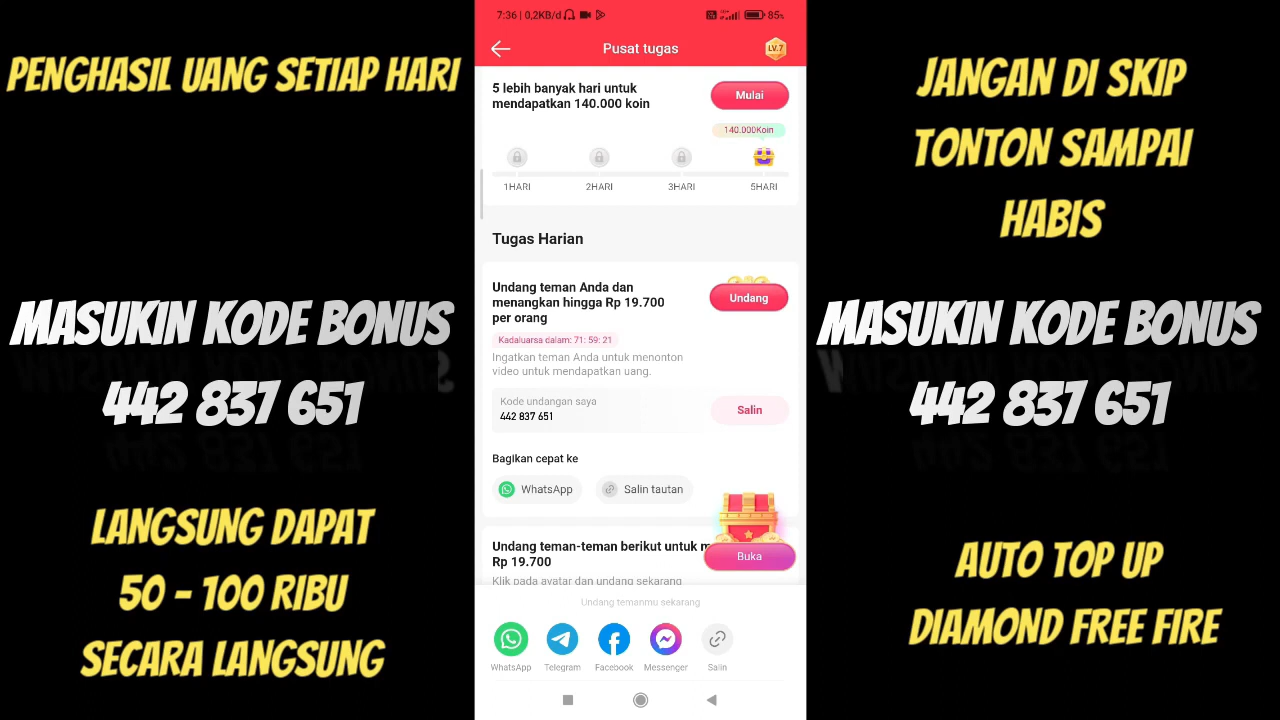 PENGHASIL UANG SETIAP HARI
MASUKIN KODE BONUS
442 837 651
LANGSUNG DAPAT
50 - 100 RIBU
SECARA LANGSUNG
7:36 | 0,2KB/d
85%
Pusat tugas
LV.7
5 lebih banyak hari untuk
mendapatkan 140.000 koin
Mulai
140.000Koin
1HARI 2HARI 3HARI 5HARI
Tugas Harian
Undang teman Anda dan
menangkan hingga Rp 19.700
per orang
Undang
Kadaluarsa dalam: 71: 59: 21
Ingatkan teman Anda untuk menonton
video untuk mendapatkan uang.
Kode undangan saya
442 837 651
Salin
Bagikan cepat ke
WhatsApp Salin tautan
Undang teman-teman berikut untuk m
Rp 19.700
Buka
Klik pada avatar dan undang sekarang
Undang temanmu sekarang
WhatsApp Telegram Facebook Messenger Salin
JANGAN DI SKIP
TONTON SAMPAI
HABIS
MASUKIN KODE BONUS
442 837 651
AUTO TOP UP
DIAMOND FREE FIRE